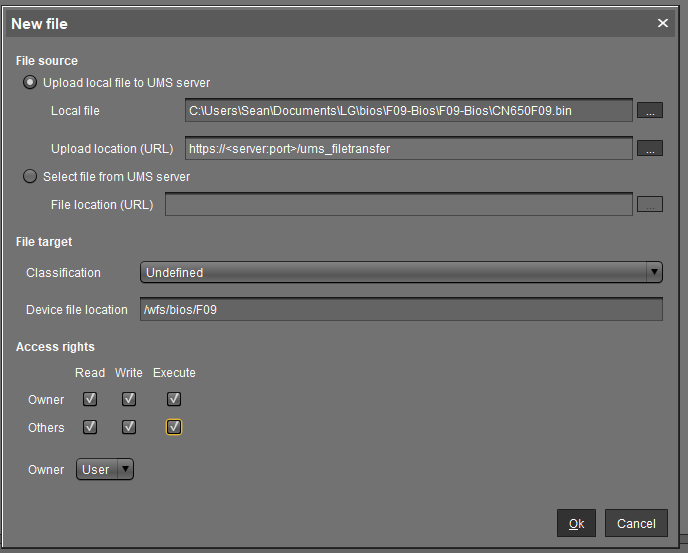 New file
File source
Upload local file to UMS server
Local file C:\Users\Sean\Documents\LG\bios\F09-Bios\F09-Bios\CN650F09.bin ...
Upload location (URL) https://<server:port>/ums_filetransfer ...
Select file from UMS server
File location (URL) ...
File target
Classification Undefined
Device file location /wfs/bios/F09
Access rights
Read Write Execute
Owner
Others
Owner User
Ok Cancel